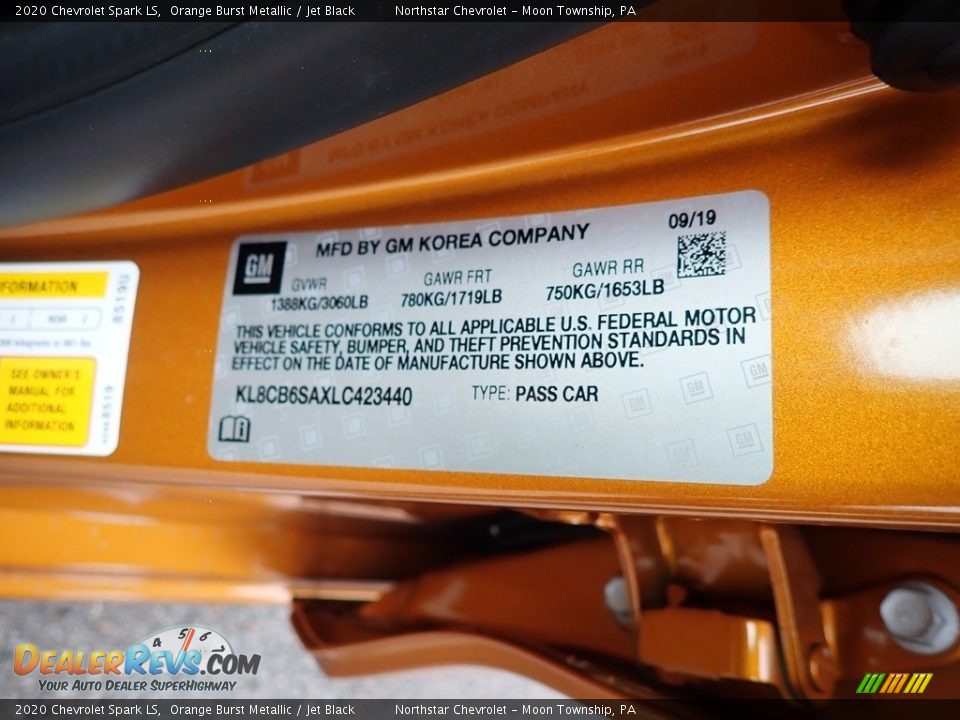 2020 Chevrolet Spark LS, Orange Burst Metallic / Jet Black Northstar Chevrolet - Moon Township, PA
MFD BY GM KOREA COMPANY
09/19
GM
GVWR GAWR FRT GAWR RR
1388KG/3060LB 780KG/1719LB 750KG/1653LB
THIS VEHICLE CONFORMS TO ALL APPLICABLE U.S. FEDERAL MOTOR
VEHICLE SAFETY, BUMPER, AND THEFT PREVENTION STANDARDS IN
EFFECT ON THE DATE OF MANUFACTURE SHOWN ABOVE.
KL8CB6SAXLC423440 TYPE: PASS CAR
REAR
SEE OWNER'S
MANUAL FOR
ADDITIONAL
INFORMATION
4 5 6
DEALERREVS.COM
YOUR AUTO DEALER SUPERHIGHWAY
2020 Chevrolet Spark LS, Orange Burst Metallic / Jet Black Northstar Chevrolet - Moon Township, PA